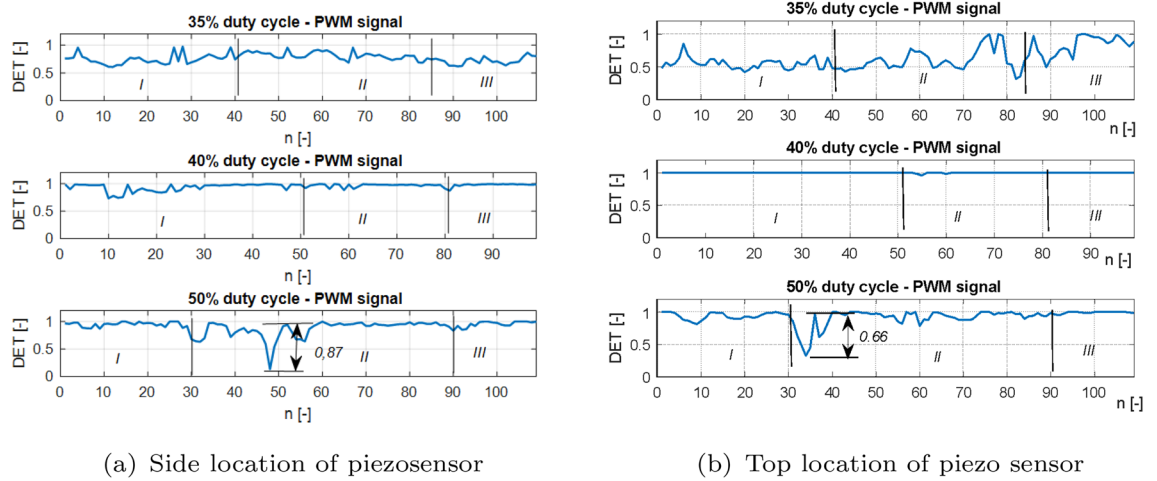 35% duty cycle - PWM signal
DET [-]
1
0.5
0
I
II
III
0 10 20 30 40 50 60 70 80 90 100
n [-]
40% duty cycle - PWM signal
DET [-]
1
0.5
0
I
II
III
0 10 20 30 40 50 60 70 80 90
n [-]
50% duty cycle - PWM signal
DET [-]
1
0.5
0
I
0,87
II
III
0 10 20 30 40 50 60 70 80 90 100
n [-]
(a) Side location of piezosensor
35% duty cycle - PWM signal
DET [-]
1
0.5
0
I
II
III
0 10 20 30 40 50 60 70 80 90 100
n [-]
40% duty cycle - PWM signal
DET [-]
1
0.5
0
I
II
III
0 10 20 30 40 50 60 70 80 90
n [-]
50% duty cycle - PWM signal
DET [-]
1
0.5
0
I
0.66
II
III
0 10 20 30 40 50 60 70 80 90 100
n [-]
(b) Top location of piezo sensor